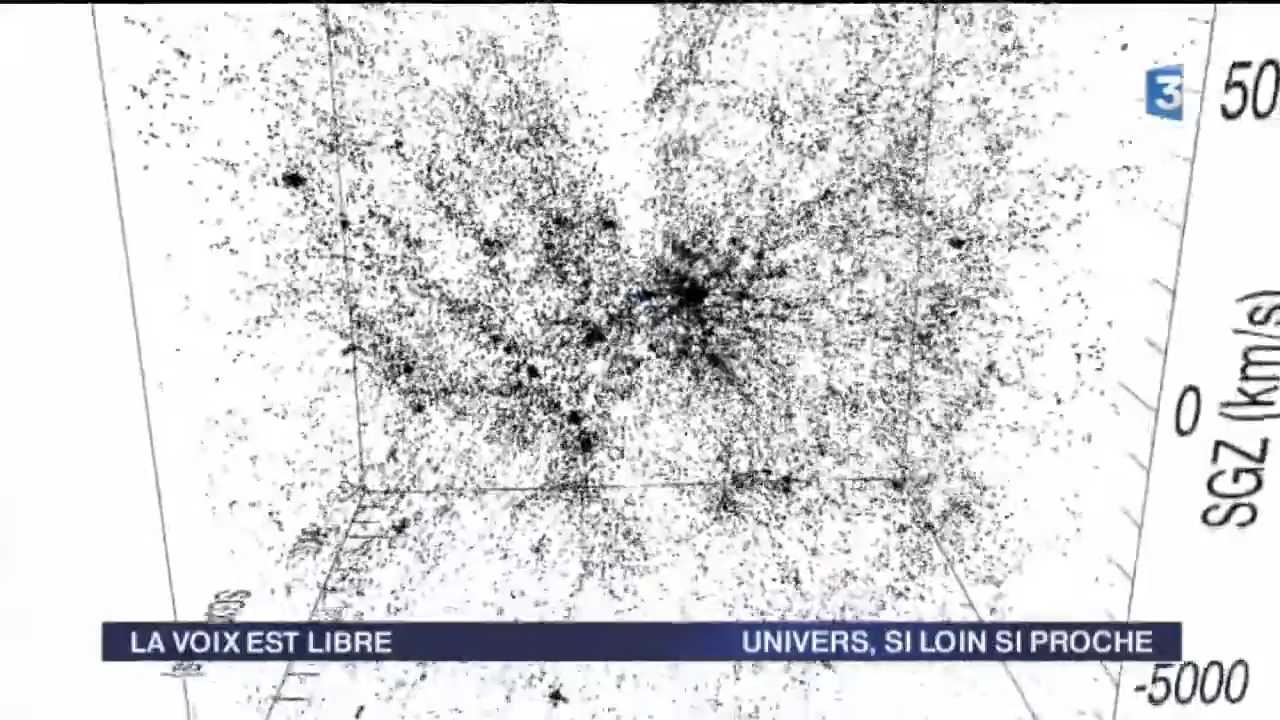 3
50
0
SGZ (km/s)
LA VOIX EST LIBRE
UNIVERS, SI LOIN SI PROCHE
-5000